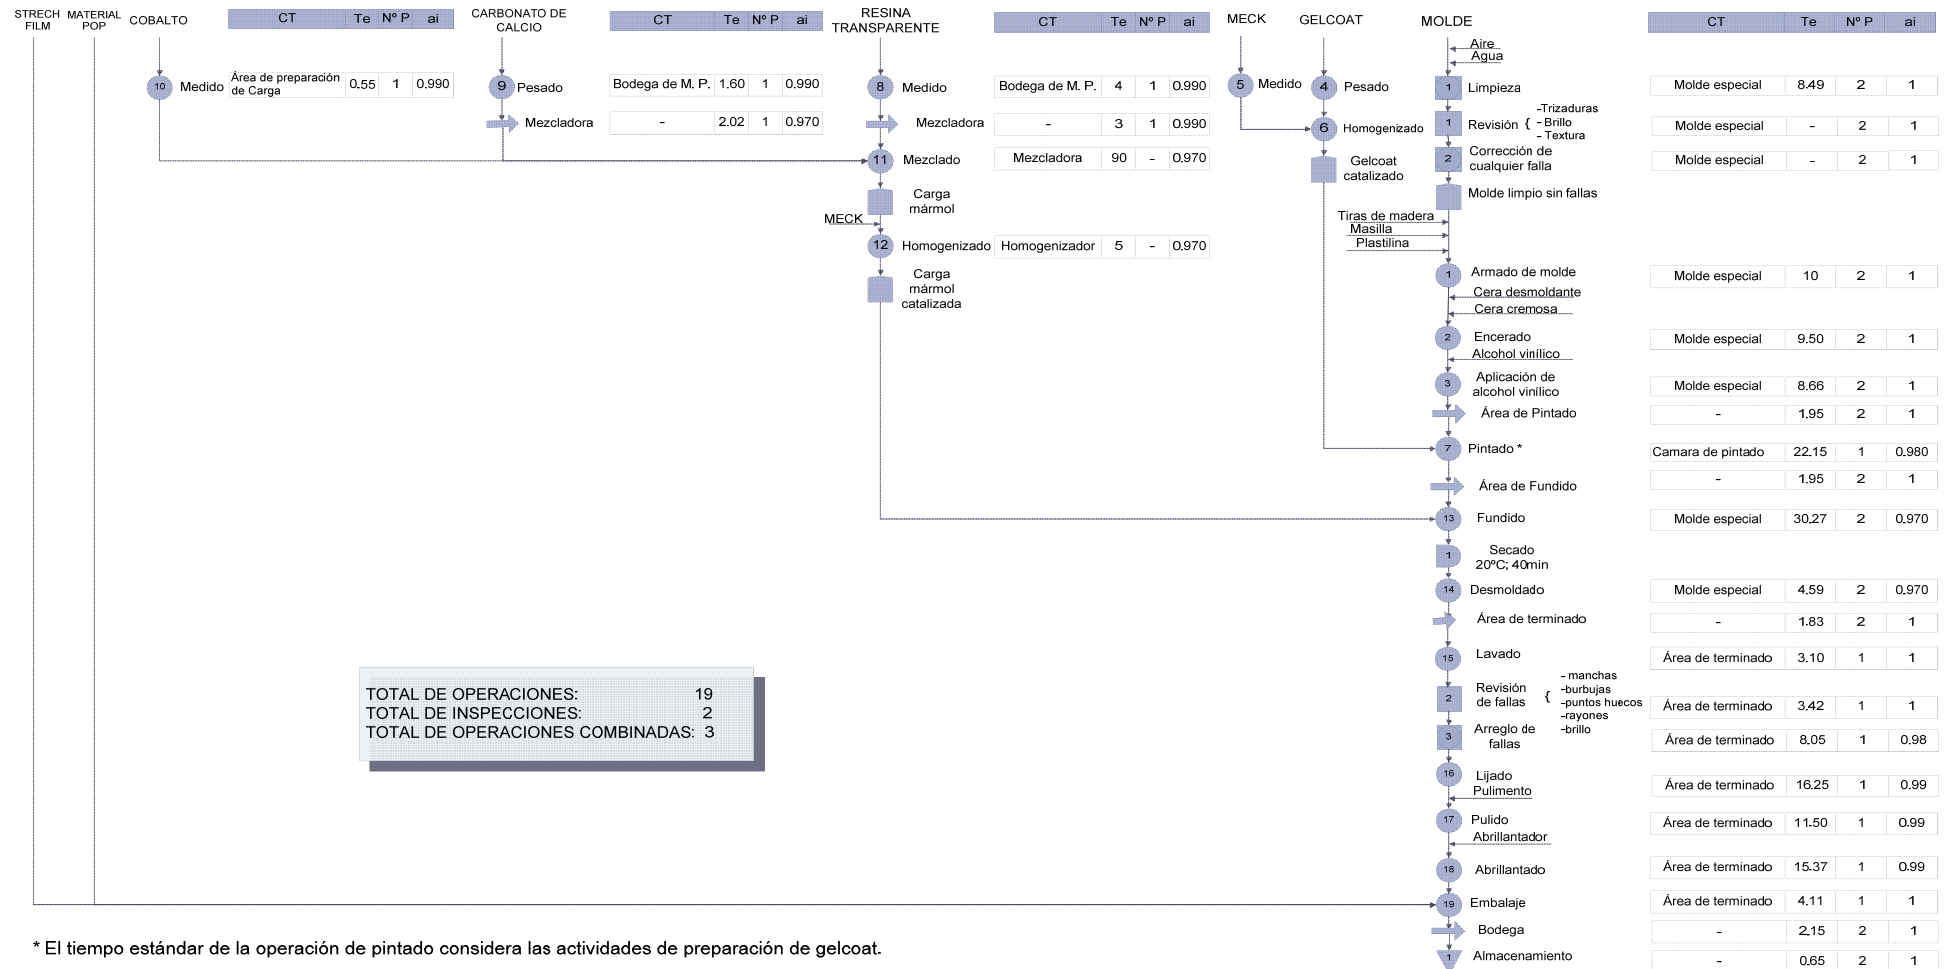 STRECH
FILM
MATERIAL
POP
COBALTO
CT Te Nº P ai
CARBONATO DE
CALCIO
CT Te Nº P ai
RESINA
TRANSPARENTE
CT Te Nº P ai
MECK
GELCOAT
MOLDE
CT Te Nº P ai
Aire
Agua
10 Medido Área de preparación
de Carga 0.55 1 0.990
9 Pesado Bodega de M. P. 1.60 1 0.990
8 Medido Bodega de M. P. 4 1 0.990
5 Medido
4 Pesado
1 Limpieza Molde especial 8.49 2 1
Mezcladora - 2.02 1 0.970
Mezcladora - 3 1 0.990
6 Homogenizado
1 Revisión { -Trizaduras
- Brillo
- Textura
Molde especial - 2 1
11 Mezclado Mezcladora 90 - 0.970
Gelcoat
catalizado
2 Corrección de
cualquier falla
Molde especial - 2 1
Carga
mármol
Molde limpio sin fallas
MECK
Tiras de madera
Masilla
Plastilina
12 Homogenizado Homogenizador 5 - 0.970
Carga
mármol
catalizada
1 Armado de molde Molde especial 10 2 1
Cera desmoldante
Cera cremosa
2 Encerado Molde especial 9.50 2 1
Alcohol vinílico
3 Aplicación de
alcohol vinílico
Molde especial 8.66 2 1
Área de Pintado - 1.95 2 1
7 Pintado * Camara de pintado 22.15 1 0.980
Área de Fundido - 1.95 2 1
13 Fundido Molde especial 30.27 2 0.970
1 Secado
20ºC; 40min
14 Desmoldado Molde especial 4.59 2 0.970
Área de terminado - 1.83 2 1
15 Lavado Área de terminado 3.10 1 1
2 Revisión
de fallas
{ - manchas
-burbujas
-puntos huecos
-rayones
-brillo
Área de terminado 3.42 1 1
3 Arreglo de
fallas
Área de terminado 8.05 1 0.98
16 Lijado Área de terminado 16.25 1 0.99
Pulimento
17 Pulido Área de terminado 11.50 1 0.99
Abrillantador
18 Abrillantado Área de terminado 15.37 1 0.99
19 Embalaje Área de terminado 4.11 1 1
Bodega - 2.15 2 1
1 Almacenamiento - 0.65 2 1
TOTAL DE OPERACIONES: 19
TOTAL DE INSPECCIONES: 2
TOTAL DE OPERACIONES COMBINADAS: 3
* El tiempo estándar de la operación de pintado considera las actividades de preparación de gelcoat.